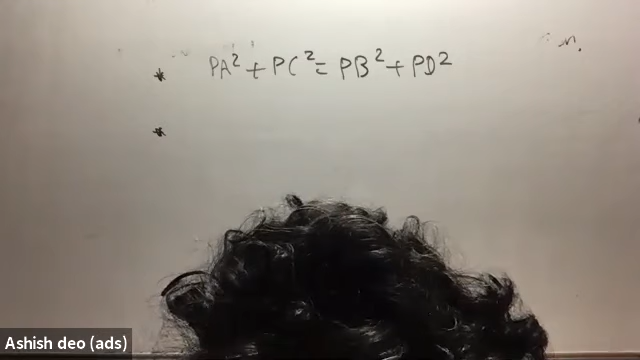 * PA²+PC²=PB²+PD²
*
Ashish deo (ads)